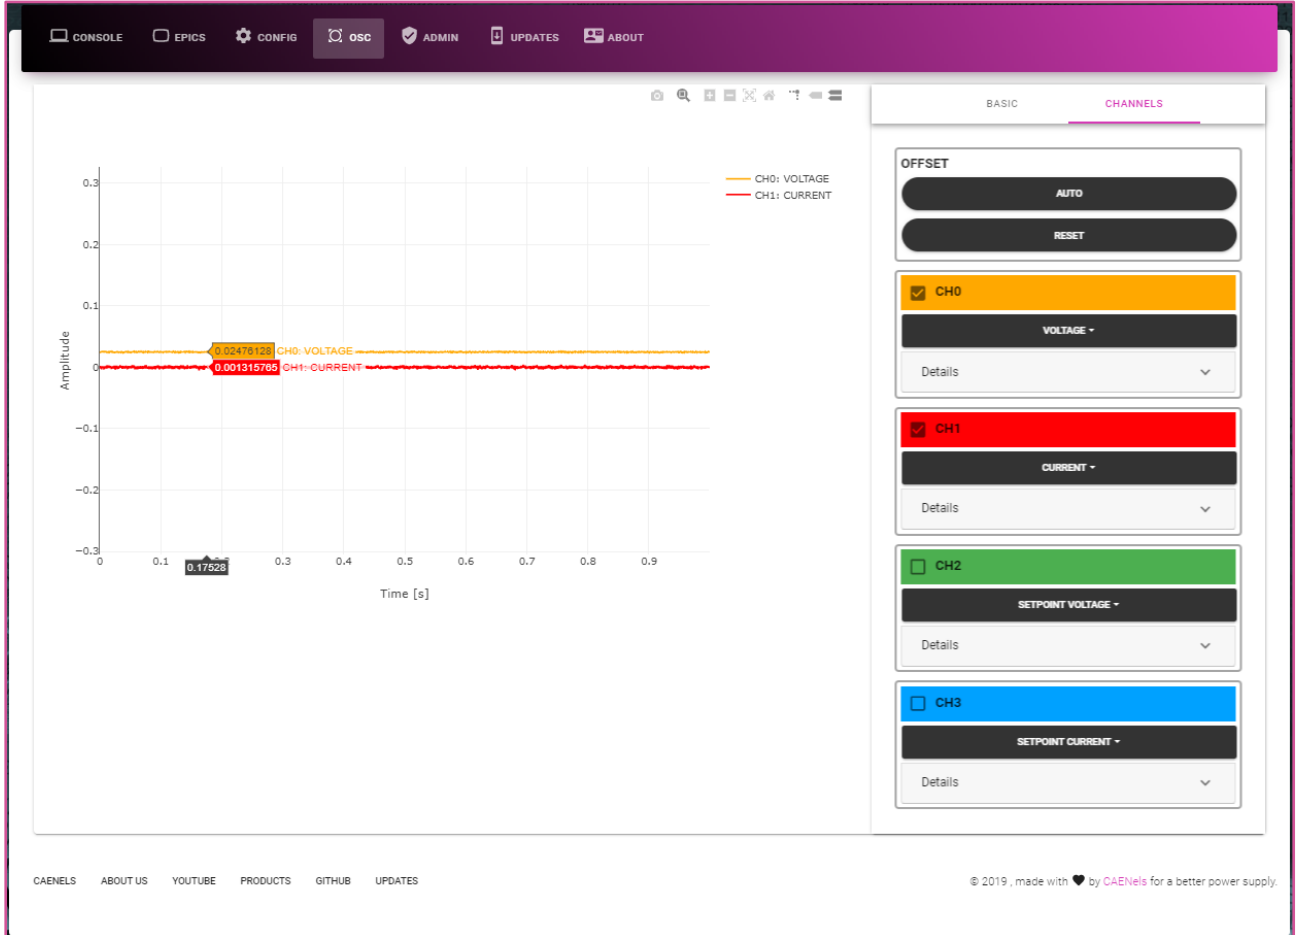 CONSOLE EPICS CONFIG OSC ADMIN UPDATES ABOUT
BASIC CHANNELS
CH0: VOLTAGE
CH1: CURRENT
0.3
0.2
0.1
0
−0.1
−0.2
−0.3
Amplitude
0.02476128 CH0: VOLTAGE
0.001315765 CH1: CURRENT
0 0.1 0.3 0.4 0.5 0.6 0.7 0.8 0.9
0.17528
Time [s]
OFFSET
AUTO
RESET
CH0
VOLTAGE
Details
CH1
CURRENT
Details
CH2
SETPOINT VOLTAGE
Details
CH3
SETPOINT CURRENT
Details
CAENELS ABOUT US YOUTUBE PRODUCTS GITHUB UPDATES
© 2019 , made with ♥ by CAENels for a better power supply.